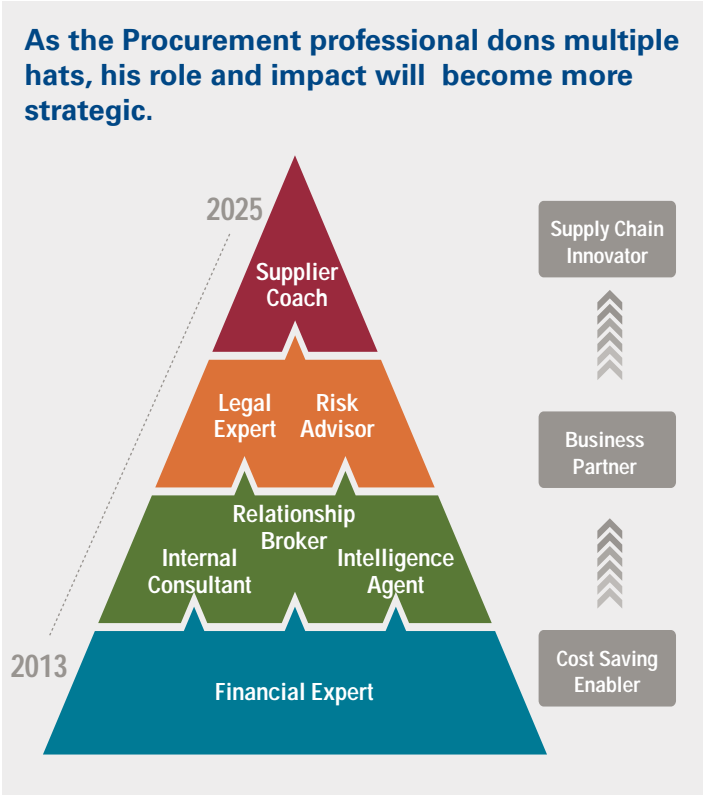 As the Procurement professional dons multiple
hats, his role and impact will  become more
strategic.
2025
Supplier
Coach
Supply Chain
Innovator
Legal
Expert
Risk
Advisor
Business
Partner
Relationship
Broker
Internal
Consultant
Intelligence
Agent
2013
Financial Expert
Cost Saving
Enabler